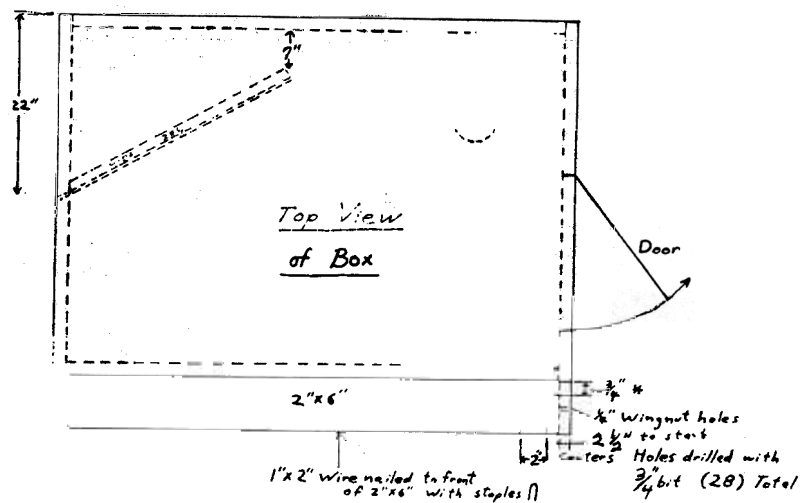 ?"
22"
Top View
of Box
Door
2"x6"
3/4"
1/4" Wingnut holes
2 1/2" to start
2"
Centers Holes drilled with
3/4" bit (28) Total
1"x2" Wire nailed to front
of 2"x6" with staples